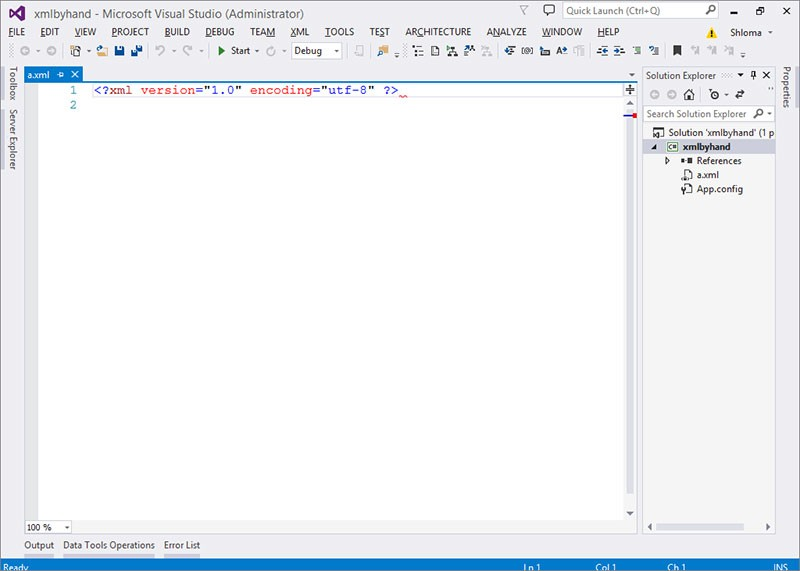 xmlbyhand - Microsoft Visual Studio (Administrator)
Quick Launch (Ctrl+Q)
FILE EDIT VIEW PROJECT BUILD DEBUG TEAM XML TOOLS TEST ARCHITECTURE ANALYZE WINDOW HELP Shloma
Start Debug
Toolbox
Server Explorer
a.xml
1 <?xml version="1.0" encoding="utf-8" ?>
2
100 %
Solution Explorer
Search Solution Explorer
Solution 'xmlbyhand' (1 p
C# xmlbyhand
References
a.xml
App.config
Properties
Output Data Tools Operations Error List
Ready Ln 1 Col 1 Ch 1 INS